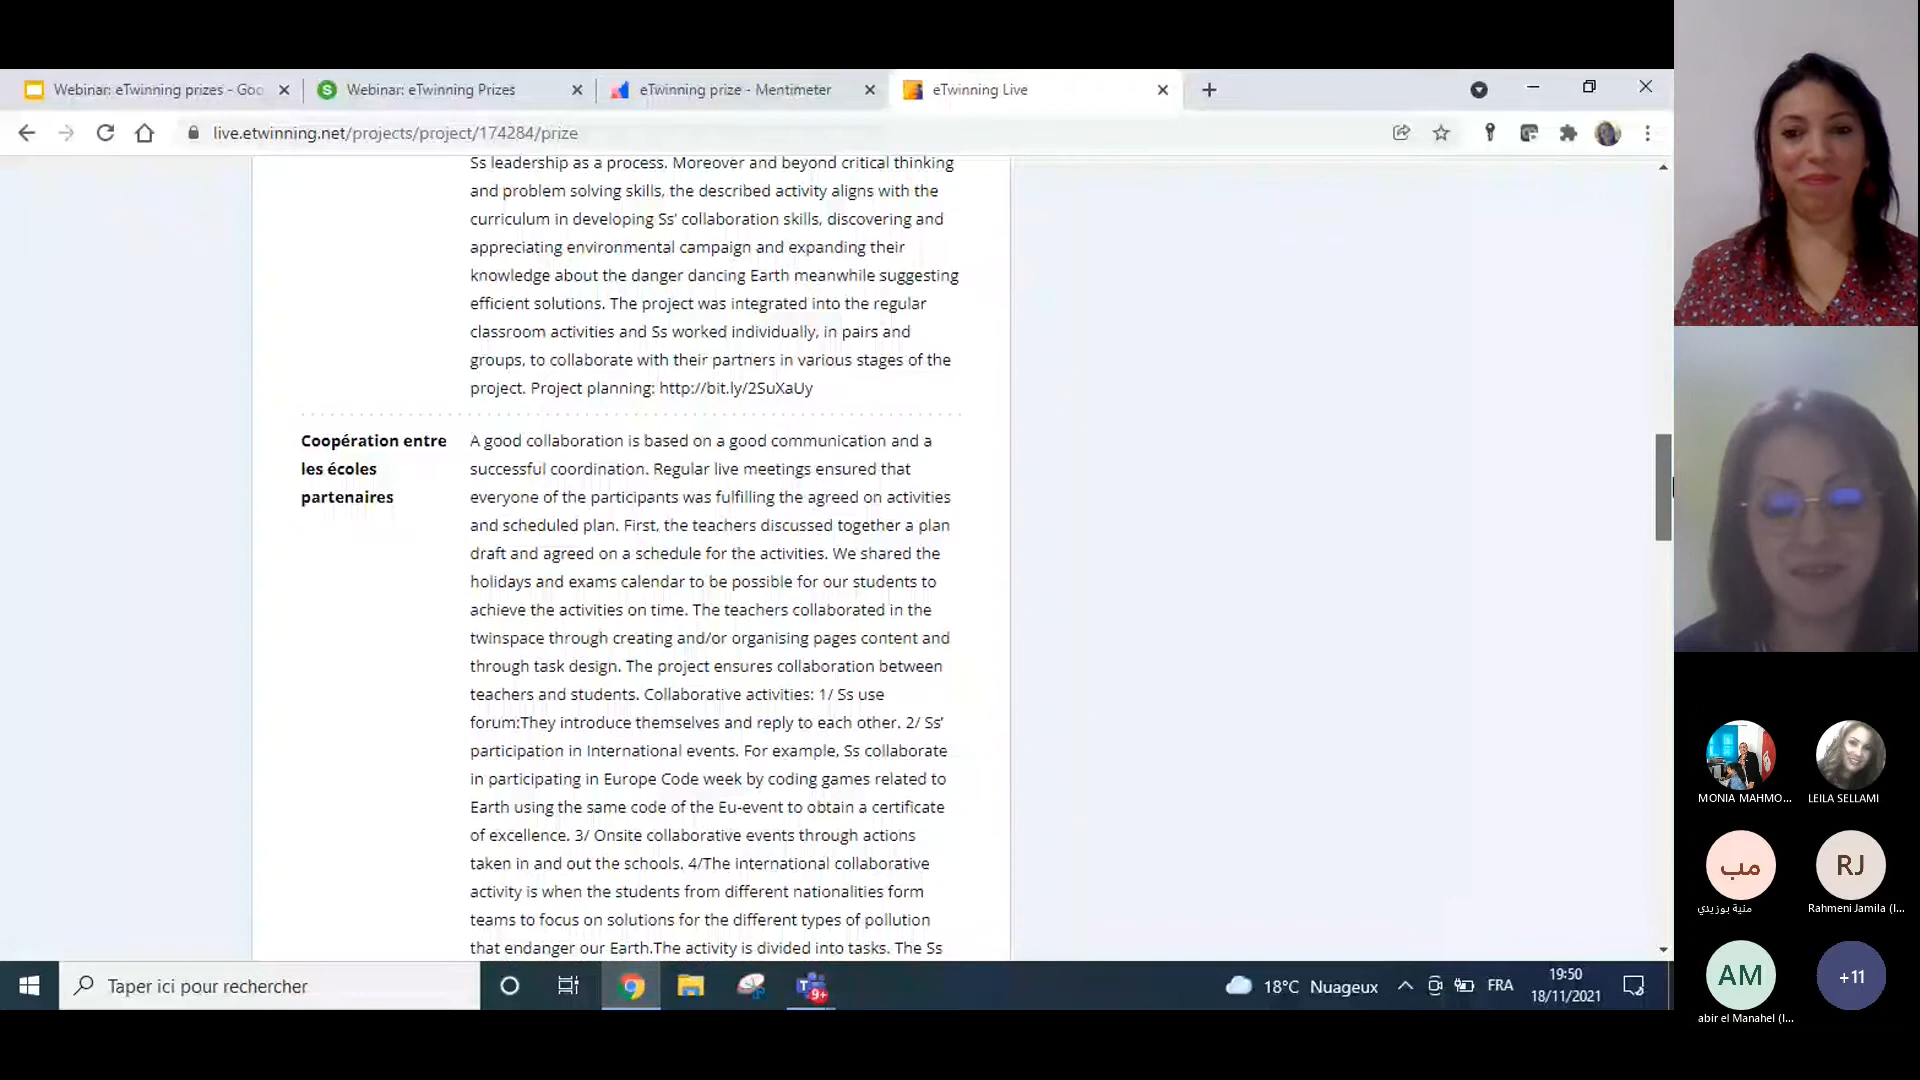 Webinar: eTwinning prizes - Goo
Webinar: eTwinning Prizes
eTwinning prize - Mentimeter
eTwinning Live
live.etwinning.net/projects/project/174284/prize
Ss leadership as a process. Moreover and beyond critical thinking
and problem solving skills, the described activity aligns with the
curriculum in developing Ss' collaboration skills, discovering and
appreciating environmental campaign and expanding their
knowledge about the danger dancing Earth meanwhile suggesting
efficient solutions. The project was integrated into the regular
classroom activities and Ss worked individually, in pairs and
groups, to collaborate with their partners in various stages of the
project. Project planning: http://bit.ly/2SuXaUy
Coopération entre
les écoles
partenaires
A good collaboration is based on a good communication and a
successful coordination. Regular live meetings ensured that
everyone of the participants was fulfilling the agreed on activities
and scheduled plan. First, the teachers discussed together a plan
draft and agreed on a schedule for the activities. We shared the
holidays and exams calendar to be possible for our students to
achieve the activities on time. The teachers collaborated in the
twinspace through creating and/or organising pages content and
through task design. The project ensures collaboration between
teachers and students. Collaborative activities: 1/ Ss use
forum:They introduce themselves and reply to each other. 2/ Ss'
participation in International events. For example, Ss collaborate
in participating in Europe Code week by coding games related to
Earth using the same code of the Eu-event to obtain a certificate
of excellence. 3/ Onsite collaborative events through actions
taken in and out the schools. 4/The international collaborative
activity is when the students from different nationalities form
teams to focus on solutions for the different types of pollution
that endanger our Earth.The activity is divided into tasks. The Ss
Taper ici pour rechercher
9+
18°C Nuageux
FRA
19:50
18/11/2021
MONIA MAHMO...
LEILA SELLAMI
مب
RJ
منية بوزيدي
Rahmeni Jamila (I...
AM
+11
abir el Manahel (I...